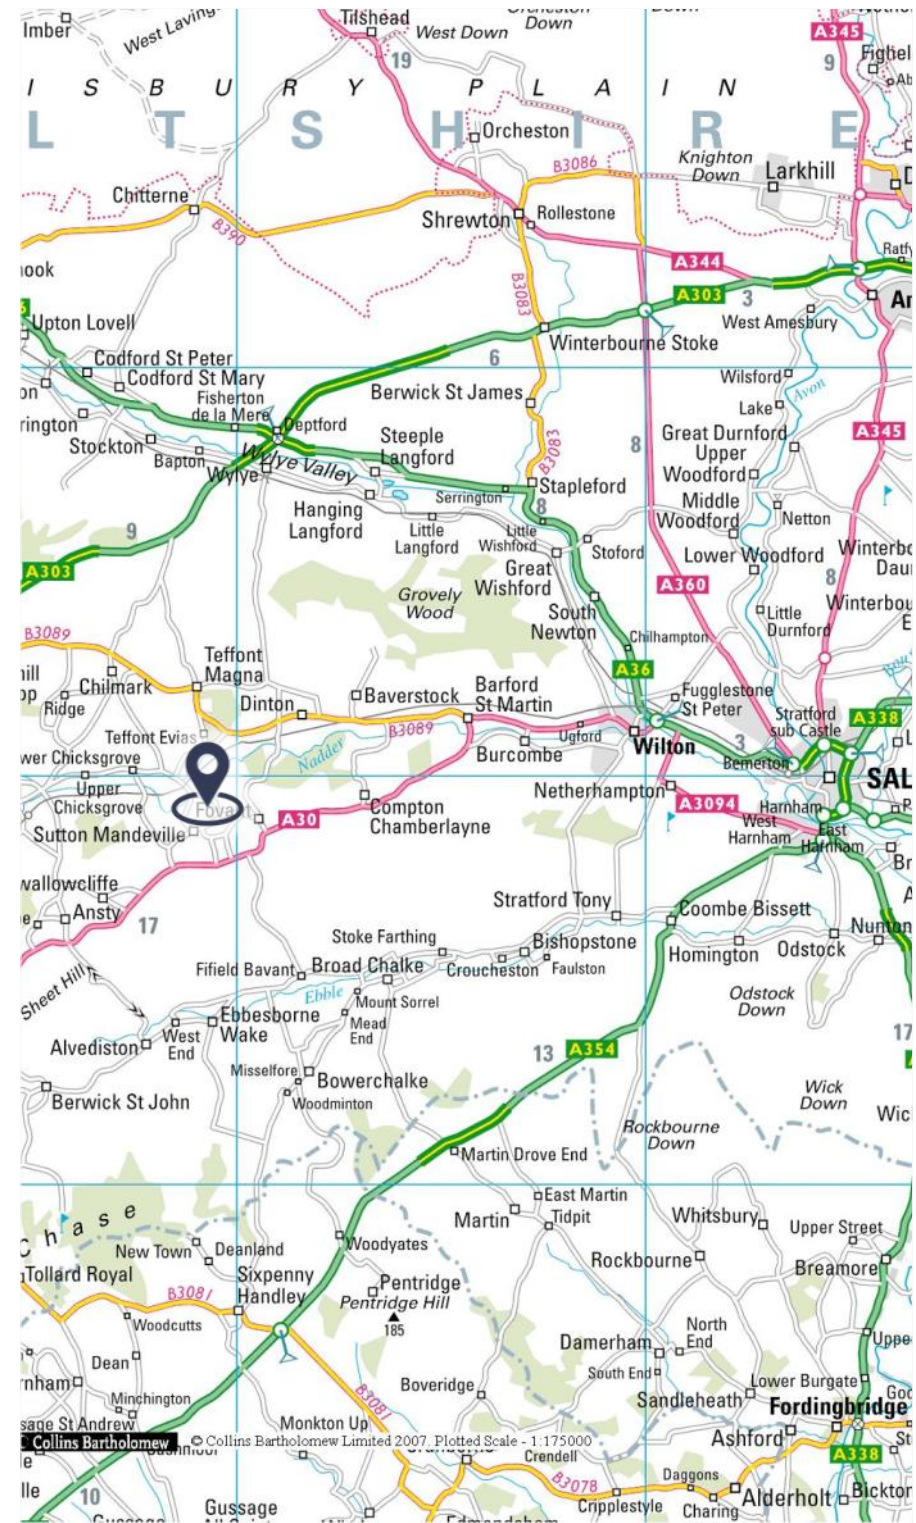 Imber
West Laving
Tilshead
West Down
Orcheston
Down
Down
A345
19
9
I S B U R Y P L A I N
L T S H I R E
Orcheston
B3086
Knighton
Down
Larkhill
Chitterne
B390
Shrewton
Rollestone
A344
A303
3
B3083
Upton Lovell
West Amesbury
Winterbourne Stoke
6
Codford St Peter
Codford St Mary
Fisherton
de la Mere
Deptford
Berwick St James
Wilsford
Avon
Lake
Great Durnford
A345
Stockton
Bapton
Wylye
Wylye Valley
Steeple
Langford
B3083
8
Upper
Woodford
Serrington
Stapleford
8
Middle
Woodford
Netton
Hanging
Langford
Little
Langford
Little
Wishford
Stoford
Great
Wishford
Lower Woodford
9
A303
Grovely
Wood
A360
8
South
Newton
Little
Durnford
B3089
Chilhampton
Teffont
Magna
A36
Chilmark
Ridge
Dinton
Baverstock
Barford
St Martin
Fugglestone
St Peter
Stratford
sub Castle
A338
B3089
Ugford
Teffont Evias
Nadder
Burcombe
Wilton
3
Bemerton
Upper
Chicksgrove
Netherhampton
SAL
Fovant
A30
Compton
Chamberlayne
A3094
Harnham
West
Harnham
East
Harnham
Sutton Mandeville
Ansty
17
Stratford Tony
Coombe Bissett
Stoke Farthing
Bishopstone
Homington
Odstock
Nunton
Fifield Bavant
Broad Chalke
Croucheston
Faulston
Sheet Hill
Ebble
Mount Sorrel
Odstock
Down
Ebbesborne
Wake
Mead
End
West
End
Alvediston
13
A354
17
Misselfore
Bowerchalke
Woodminton
Berwick St John
Wick
Down
Rockbourne
Down
Martin Drove End
Chase
East Martin
Martin
Tidpit
Whitsbury
Upper Street
New Town
Deanland
Woodyates
Rockbourne
Breamore
Tollard Royal
Sixpenny
Handley
Pentridge
Pentridge Hill
185
B3081
Woodcutts
North
End
Damerham
Dean
South End
Lower Burgate
Boveridge
Minchington
B3081
Sandleheath
Fordingbridge
Monkton Up
Ashford
Collins Bartholomew
© Collins Bartholomew Limited 2007. Plotted Scale - 1:175000
Crendell
A338
B3078
Daggons
10
Alderholt
Cripplestyle
Charing
Gussage